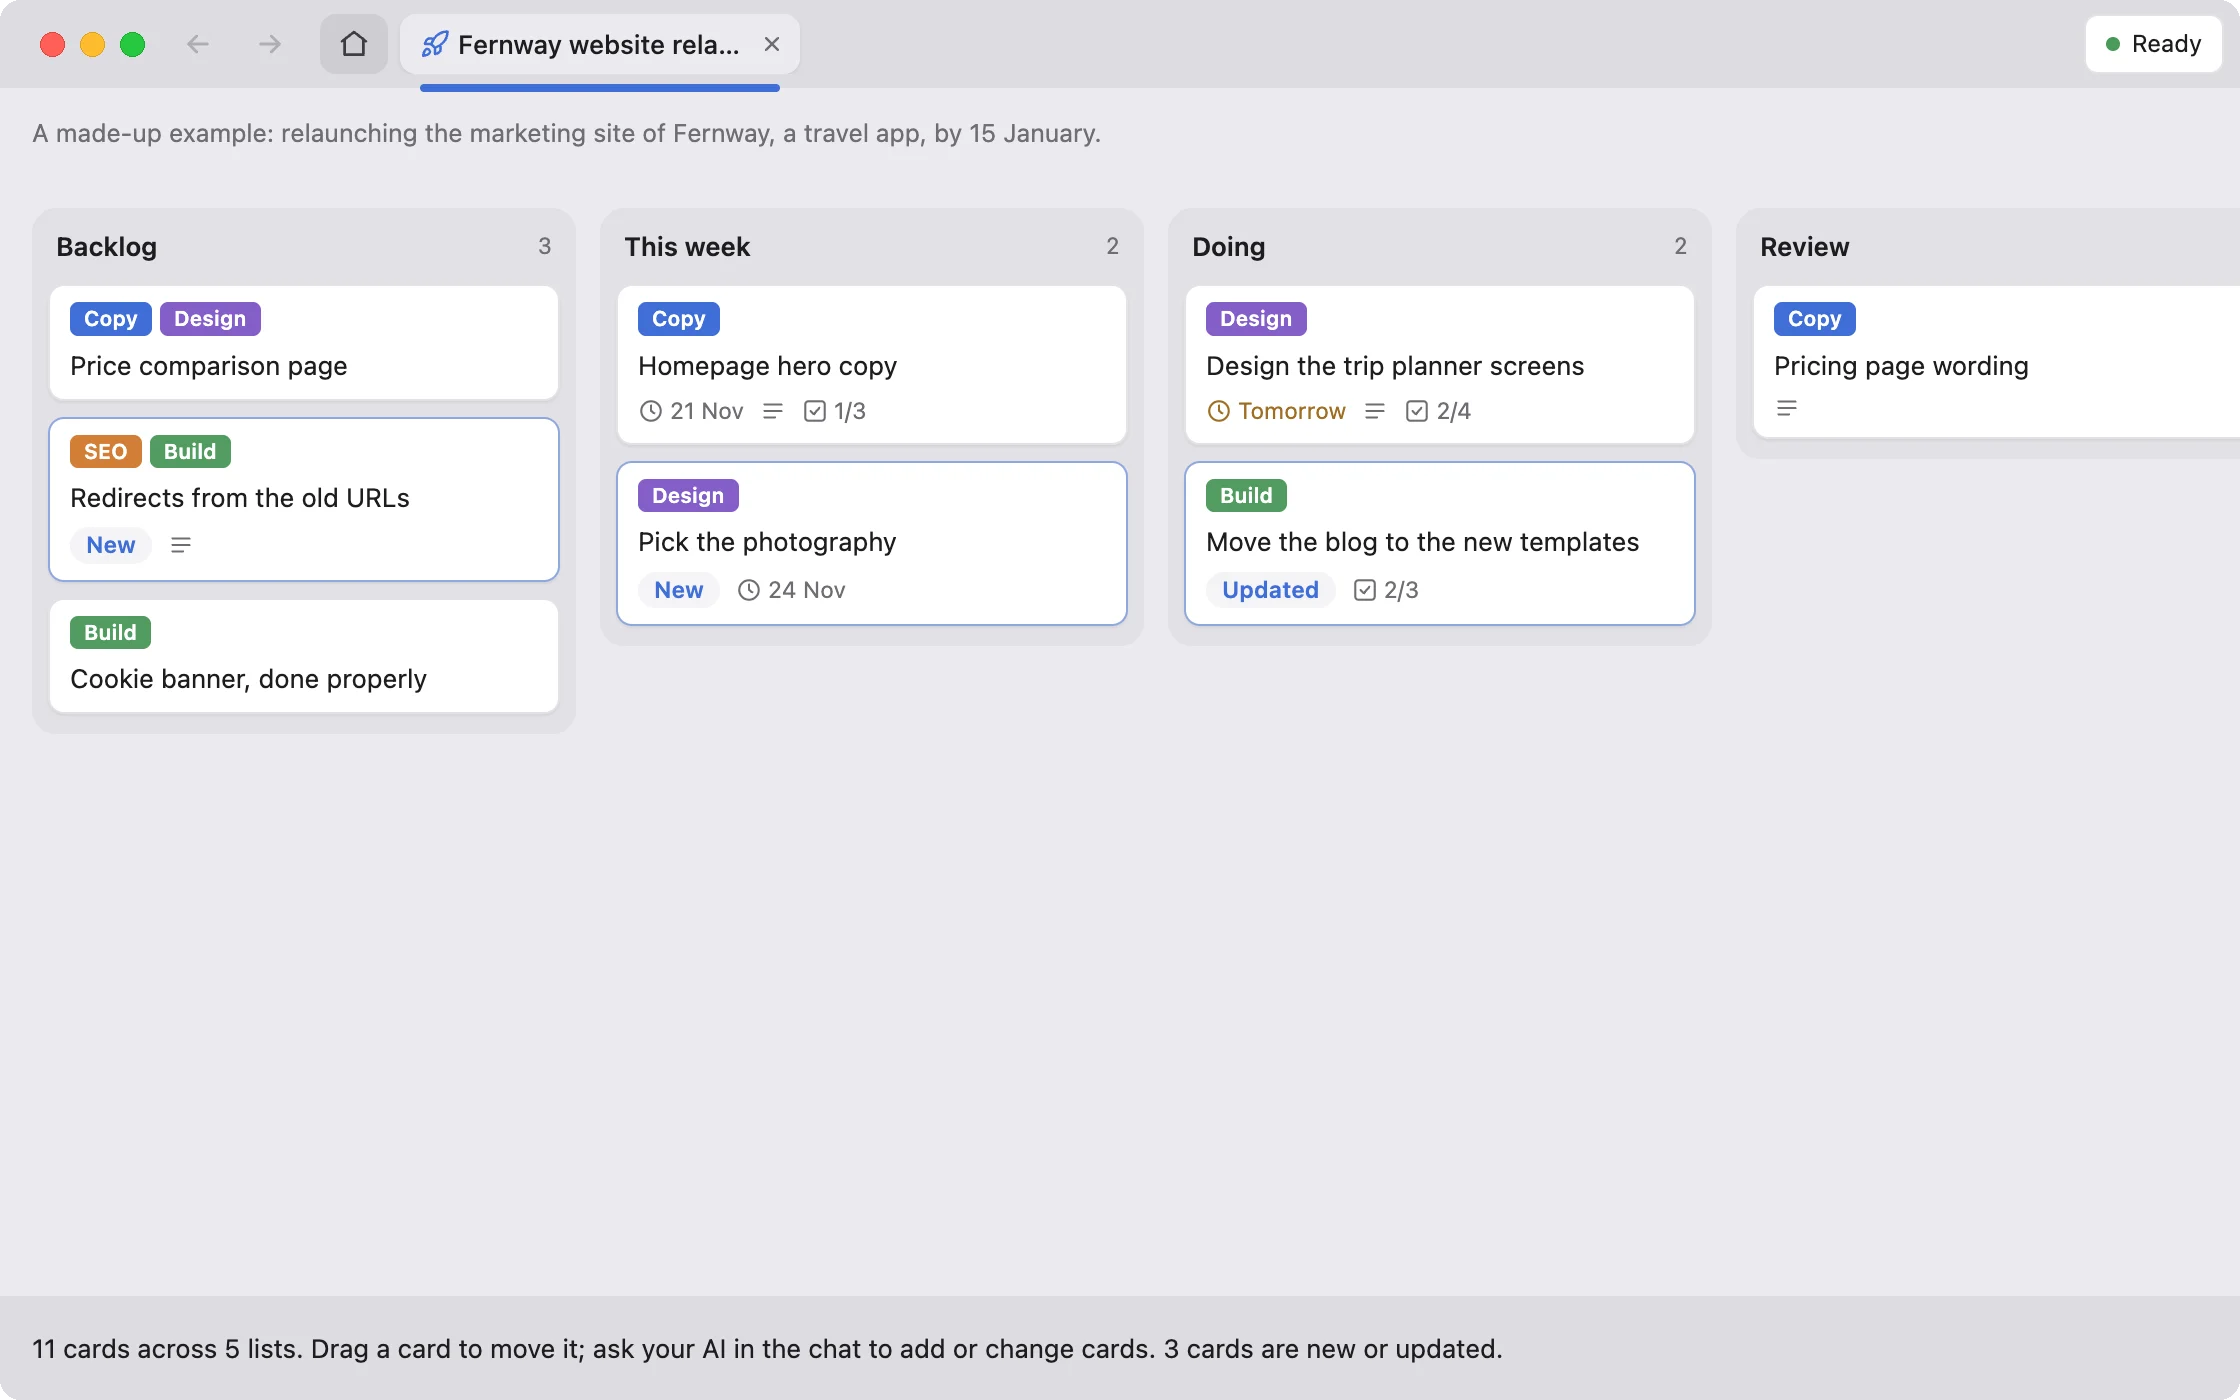 Fernway website rela...
Ready
A made-up example: relaunching the marketing site of Fernway, a travel app, by 15 January.
Backlog 3
Copy Design
Price comparison page
SEO Build
Redirects from the old URLs
New
Build
Cookie banner, done properly
This week 2
Copy
Homepage hero copy
21 Nov 1/3
Design
Pick the photography
New 24 Nov
Doing 2
Design
Design the trip planner screens
Tomorrow 2/4
Build
Move the blog to the new templates
Updated 2/3
Review
Copy
Pricing page wording
11 cards across 5 lists. Drag a card to move it; ask your AI in the chat to add or change cards. 3 cards are new or updated.